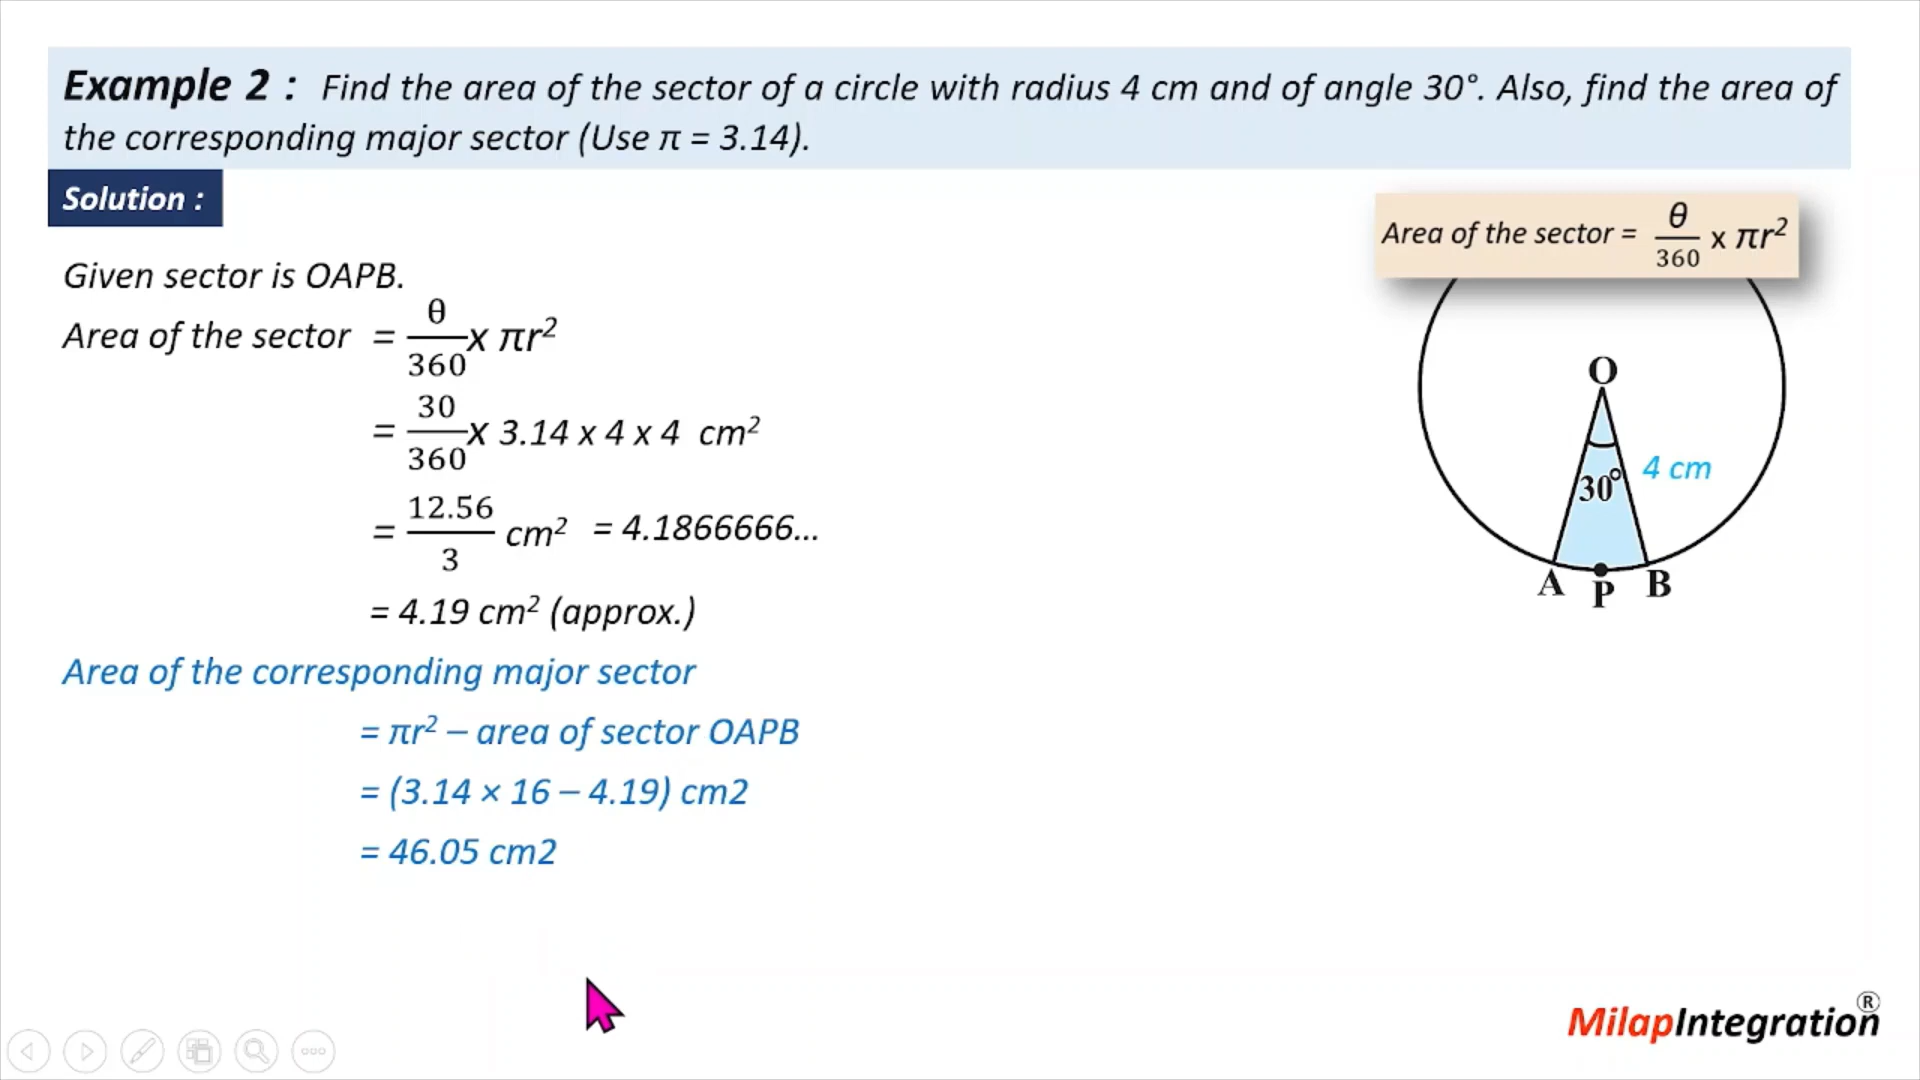 Example 2 : Find the area of the sector of a circle with radius 4 cm and of angle 30°. Also, find the area of
the corresponding major sector (Use π = 3.14).
Solution :
Area of the sector = θ/360 x πr²
Given sector is OAPB.
Area of the sector = θ/360 x πr²
= 30/360 x 3.14 x 4 x 4 cm²
= 12.56/3 cm² = 4.1866666...
= 4.19 cm² (approx.)
Area of the corresponding major sector
= πr² – area of sector OAPB
= (3.14 × 16 – 4.19) cm2
= 46.05 cm2
O
30°
4 cm
A P B
MilapIntegration®